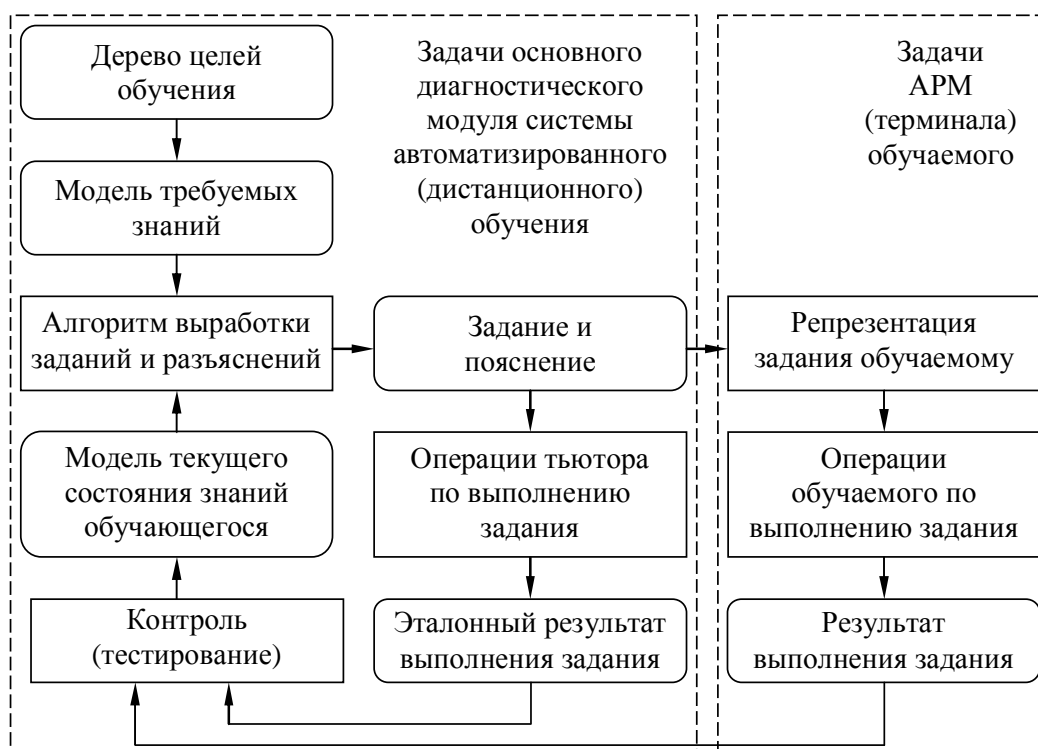 Дерево целей
обучения
Задачи основного
диагностического
модуля системы
автоматизированного
(дистанционного)
обучения
Задачи
АРМ
(терминала)
обучаемого
Модель требуемых
знаний
Алгоритм выработки
заданий и разъяснений
Задание и
пояснение
Репрезентация
задания обучаемому
Модель текущего
состояния знаний
обучающегося
Операции тьютора
по выполнению
задания
Операции
обучаемого по
выполнению задания
Контроль
(тестирование)
Эталонный результат
выполнения задания
Результат
выполнения задания